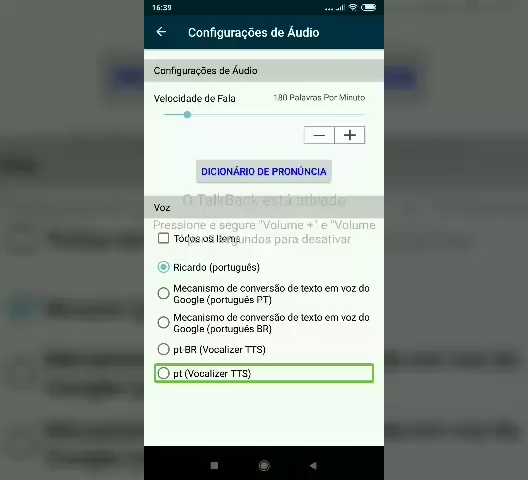 16:39
Configurações de Áudio
Configurações de Áudio
Velocidade de Fala
180 Palavras Por Minuto
− +
DICIONÁRIO DE PRONÚNCIA
O TalkBack está ativado
Voz
Pressione e segure "Volume +" e "Volume
segundos para desativar
Todos os Itens
Ricardo (português)
Mecanismo de conversão de texto em voz do
Google (português PT)
Mecanismo de conversão de texto em voz do
Google (português BR)
pt-BR (Vocalizer TTS)
pt (Vocalizer TTS)